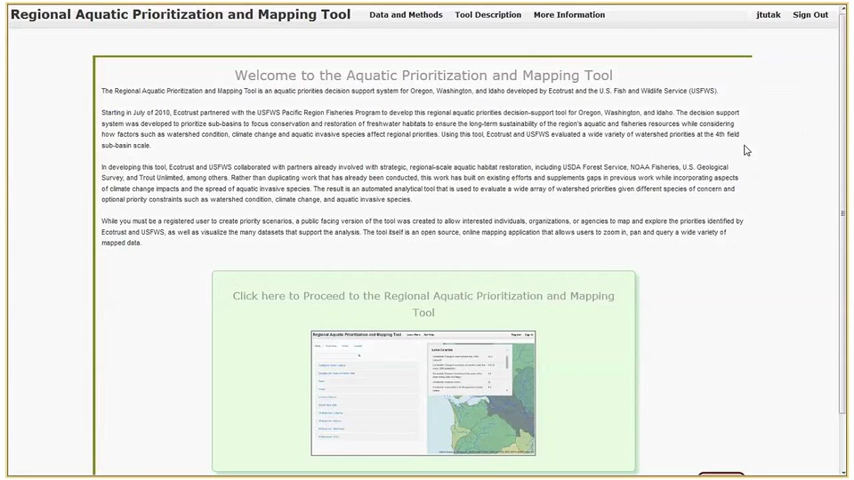 Regional Aquatic Prioritization and Mapping Tool Data and Methods Tool Description More Information jtutak Sign Out
Welcome to the Aquatic Prioritization and Mapping Tool
The Regional Aquatic Prioritization and Mapping Tool is an aquatic priorities decision support system for Oregon, Washington, and Idaho developed by Ecotrust and the U.S. Fish and Wildlife Service (USFWS).
Starting in July of 2010, Ecotrust partnered with the USFWS Pacific Region Fisheries Program to develop this regional aquatic priorities decision-support tool for Oregon, Washington, and Idaho. The decision support
system was developed to prioritize sub-basins to focus conservation and restoration of freshwater habitats to ensure the long-term sustainability of the region's aquatic and fisheries resources while considering
how factors such as watershed condition, climate change and aquatic invasive species affect regional priorities. Using this tool, Ecotrust and USFWS evaluated a wide variety of watershed priorities at the 4th field
sub-basin scale.
In developing this tool, Ecotrust and USFWS collaborated with partners already involved with strategic, regional-scale aquatic habitat restoration, including USDA Forest Service, NOAA Fisheries, U.S. Geological
Survey, and Trout Unlimited, among others. Rather than duplicating work that has already been conducted, this work has built on existing efforts and supplements gaps in previous work while incorporating aspects
of climate change impacts and the spread of aquatic invasive species. The result is an automated analytical tool that is used to evaluate a wide array of watershed priorities given different species of concern and
optional priority constraints such as watershed condition, climate change, and aquatic invasive species.
While you must be a registered user to create priority scenarios, a public facing version of the tool was created to allow interested individuals, organizations, or agencies to map and explore the priorities identified by
Ecotrust and USFWS, as well as visualize the many datasets that support the analysis. The tool itself is an open source, online mapping application that allows users to zoom in, pan and query a wide variety of
mapped data.
Click here to Proceed to the Regional Aquatic Prioritization and Mapping
Tool
Regional Aquatic Prioritization and Mapping Tool